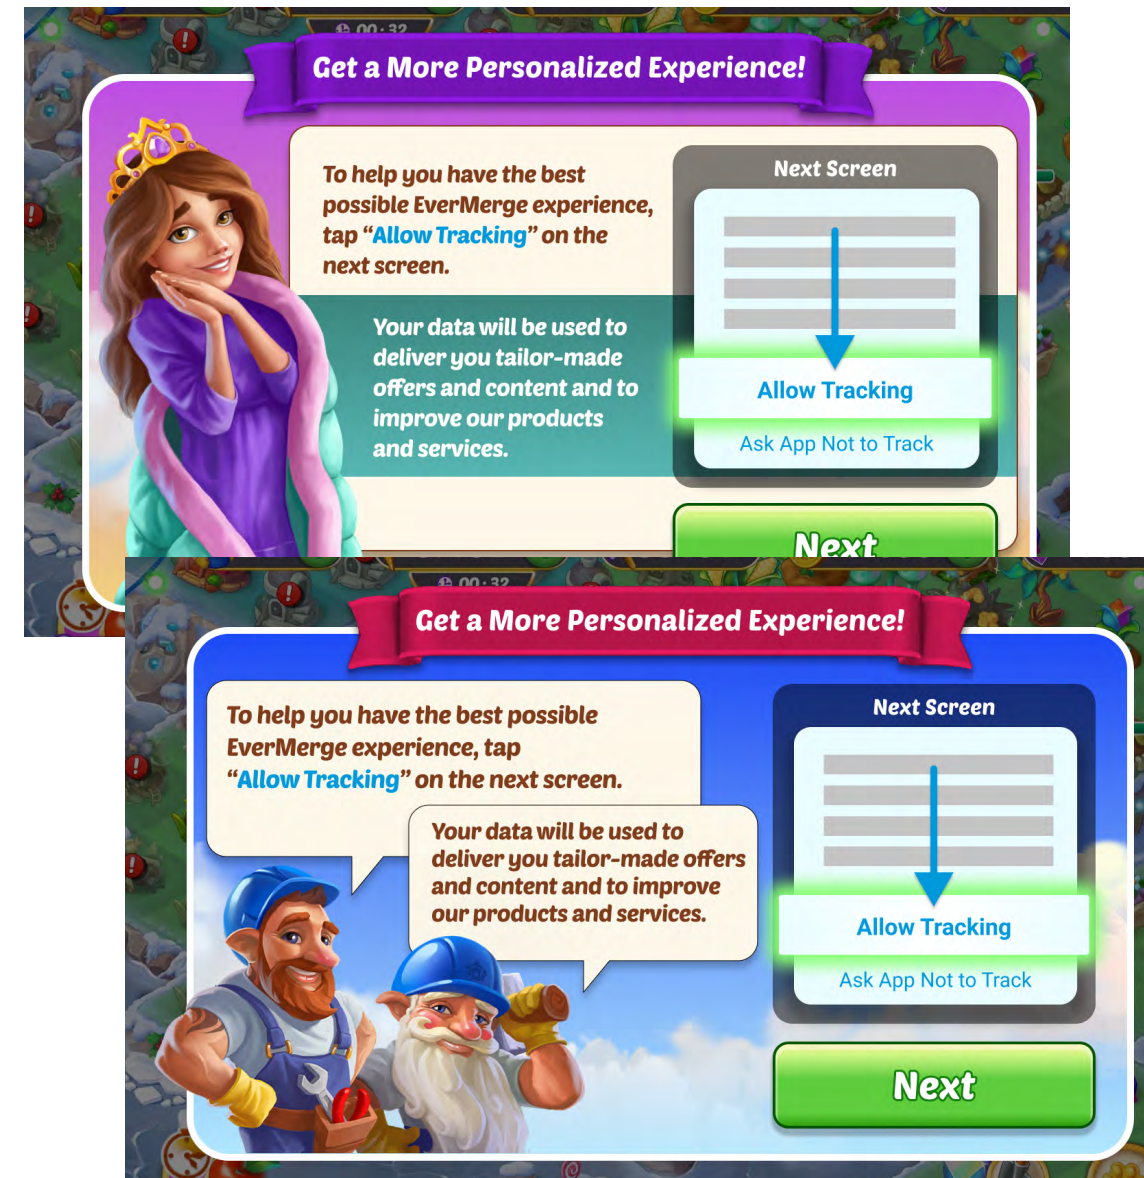 00:32
Get a More Personalized Experience!
To help you have the best
possible EverMerge experience,
tap “Allow Tracking” on the
next screen.
Your data will be used to
deliver you tailor-made
offers and content and to
improve our products
and services.
Next Screen
Allow Tracking
Ask App Not to Track
Next
00:32
Get a More Personalized Experience!
To help you have the best possible
EverMerge experience, tap
“Allow Tracking” on the next screen.
Your data will be used to
deliver you tailor-made offers
and content and to improve
our products and services.
Next Screen
Allow Tracking
Ask App Not to Track
Next